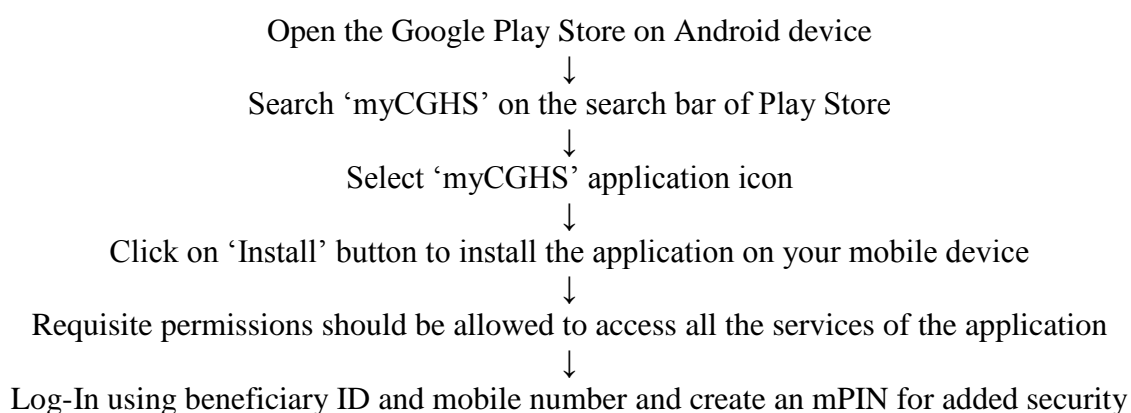 Open the Google Play Store on Android device
↓
Search ‘myCGHS’ on the search bar of Play Store
↓
Select ‘myCGHS’ application icon
↓
Click on ‘Install’ button to install the application on your mobile device
↓
Requisite permissions should be allowed to access all the services of the application
↓
Log-In using beneficiary ID and mobile number and create an mPIN for added security